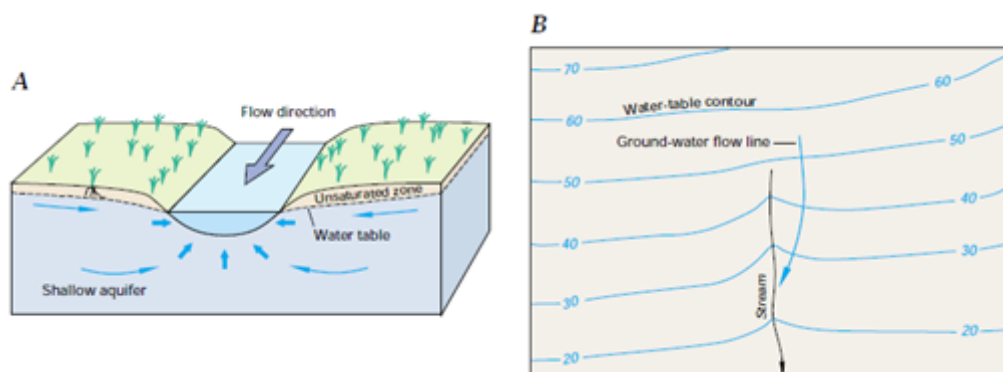 A
Flow direction
Unsaturated zone
Water table
Shallow aquifer
B
70
60
Water-table contour
60
Ground-water flow line
50
50
40
40
30
30
Stream
20
20